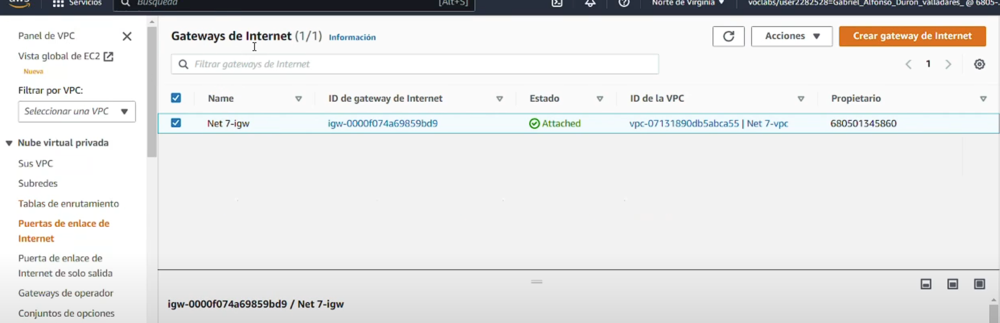 aws
Servicios
Búsqueda
[Alt+S]
Norte de Virginia
voclabs/user2282528=Gabriel_Alfonso_Duron_valladares_ @ 6805-...
Panel de VPC
Vista global de EC2
Nueva
Filtrar por VPC:
Seleccionar una VPC
Nube virtual privada
Sus VPC
Subredes
Tablas de enrutamiento
Puertas de enlace de
Internet
Puerta de enlace de
Internet de solo salida
Gateways de operador
Conjuntos de opciones
Gateways de Internet (1/1) Información
Acciones
Crear gateway de Internet
Filtrar gateways de Internet
1
Name ID de gateway de Internet Estado ID de la VPC Propietario
Net 7-igw igw-0000f074a69859bd9 Attached vpc-07131890db5abca55 | Net 7-vpc 680501345860
igw-0000f074a69859bd9 / Net 7-igw